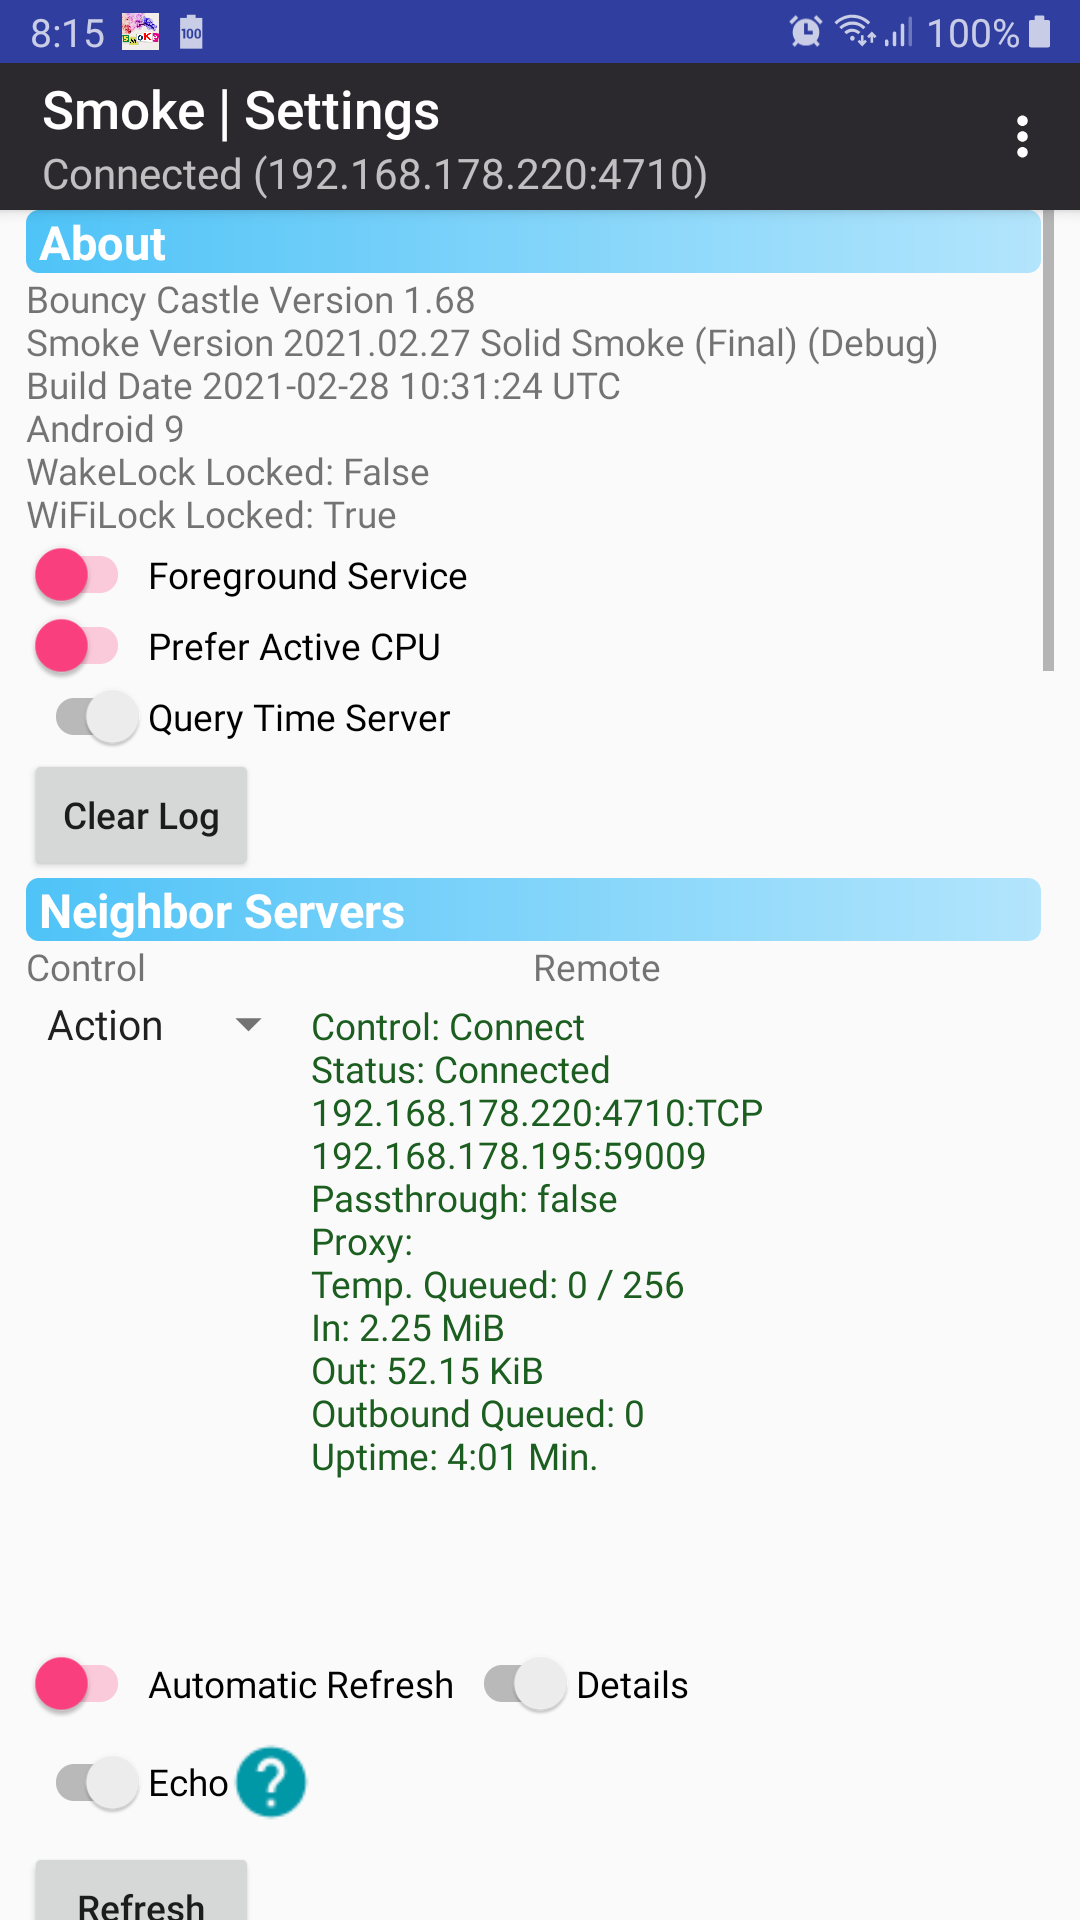 8:15 SmoKe 100 100%
Smoke | Settings
Connected (192.168.178.220:4710)
About
Bouncy Castle Version 1.68
Smoke Version 2021.02.27 Solid Smoke (Final) (Debug)
Build Date 2021-02-28 10:31:24 UTC
Android 9
WakeLock Locked: False
WiFiLock Locked: True
Foreground Service
Prefer Active CPU
Query Time Server
Clear Log
Neighbor Servers
Control Remote
Action
Control: Connect
Status: Connected
192.168.178.220:4710:TCP
192.168.178.195:59009
Passthrough: false
Proxy:
Temp. Queued: 0 / 256
In: 2.25 MiB
Out: 52.15 KiB
Outbound Queued: 0
Uptime: 4:01 Min.
Automatic Refresh Details
Echo ?
Refresh